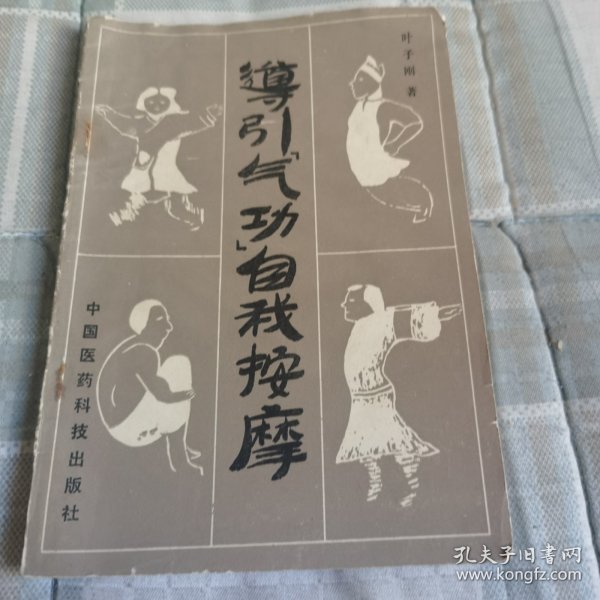 導引「气功」自我按摩
叶子刚 著
中国医药科技出版社
孔夫子旧书网
www.kongfz.com